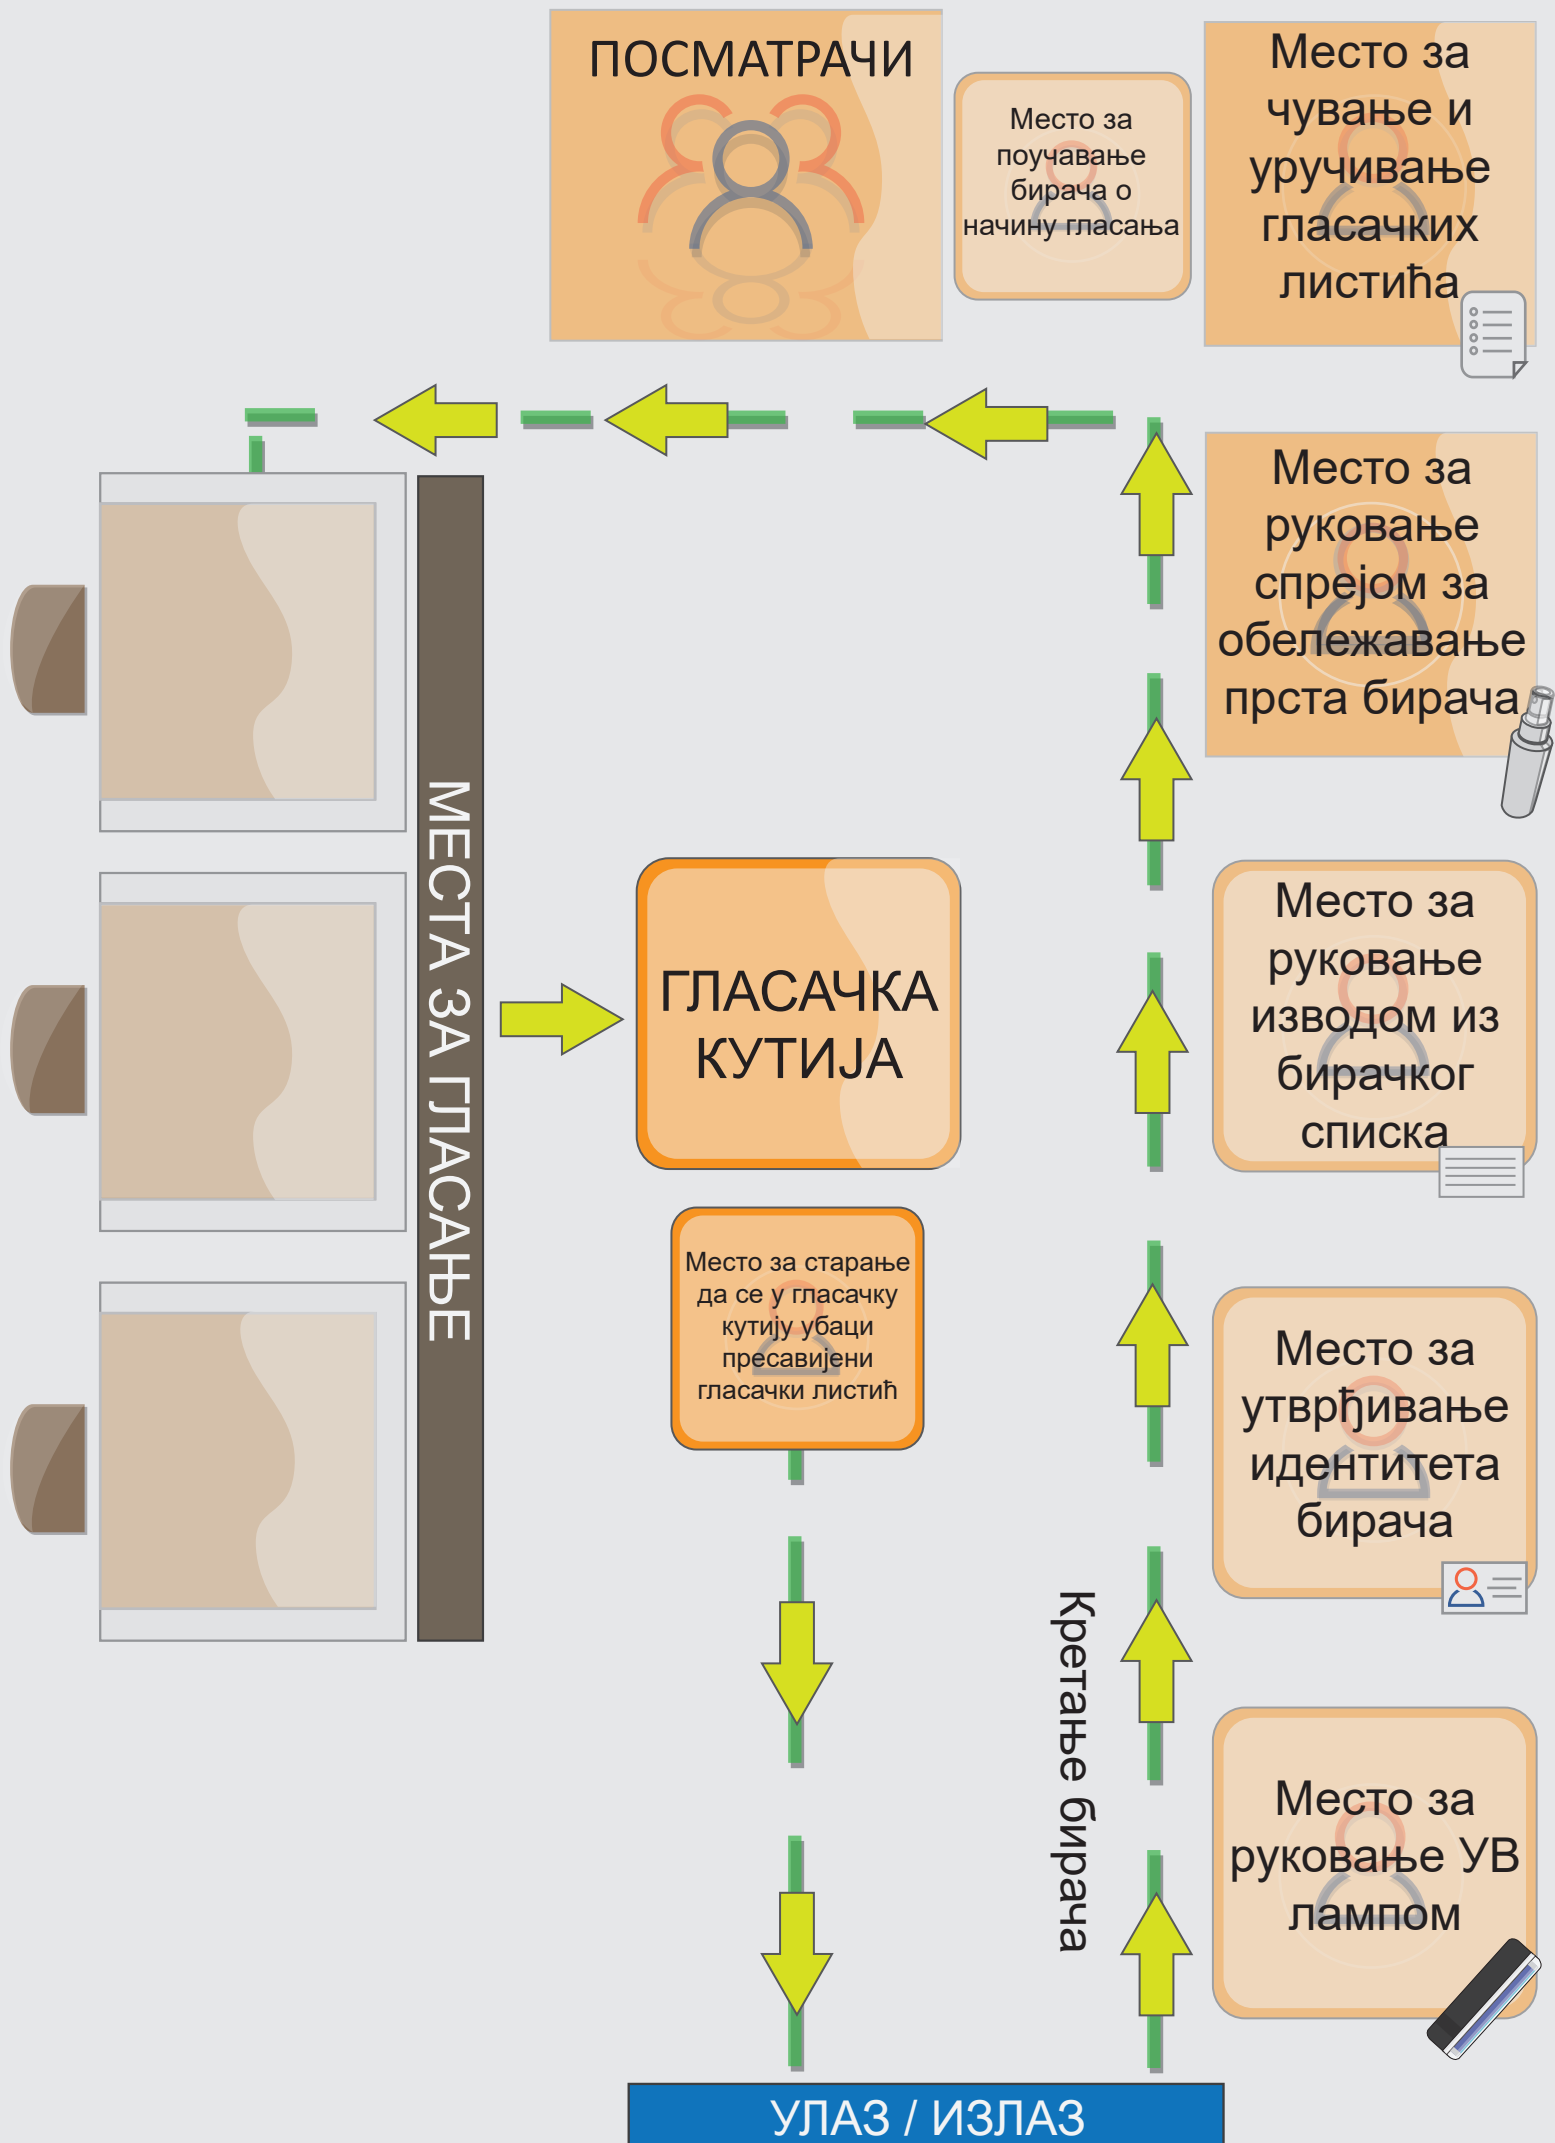 ПОСМАТРАЧИ
Место за
поучавање
бирача о
начину гласања
Место за
чување и
уручивање
гласачких
листића
Место за
руковање
спрејом за
обележавање
прста бирача
МЕСТА ЗА ГЛАСАЊЕ
ГЛАСАЧКА
КУТИЈА
Место за
руковање
изводом из
бирачког
списка
Место за старање
да се у гласачку
кутију убаци
пресавијени
гласачки листић
Место за
утврђивање
идентитета
бирача
Кретање бирача
Место за
руковање УВ
лампом
УЛАЗ / ИЗЛАЗ